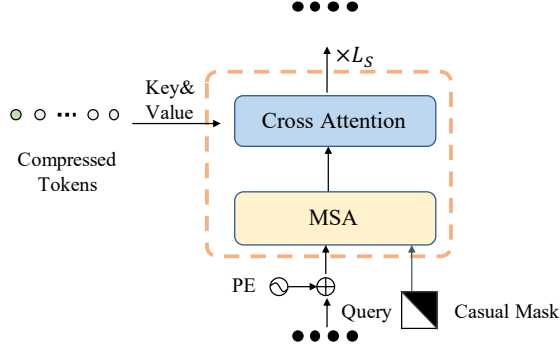 ×L_S
Key&
Value
Cross Attention
Compressed
Tokens
MSA
PE
Query
Casual Mask